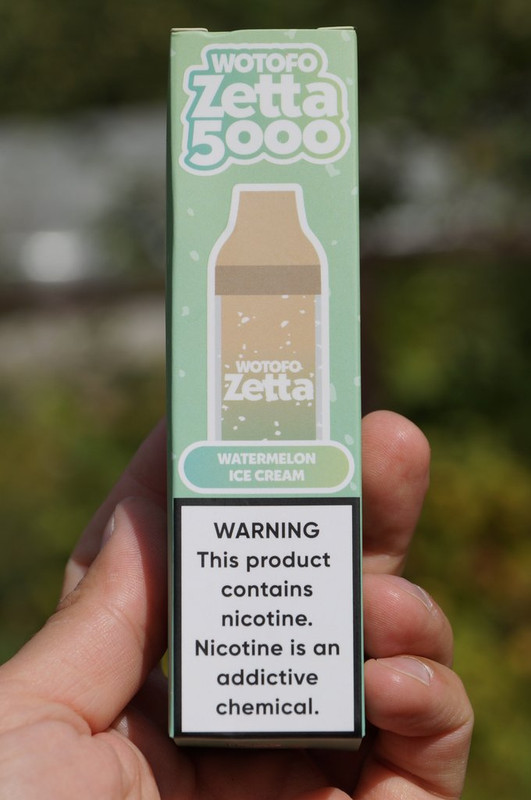 WOTOFO
Zetta
5000
WOTOFO
Zetta
WATERMELON
ICE CREAM
WARNING
This product
contains
nicotine.
Nicotine is an
addictive
chemical.